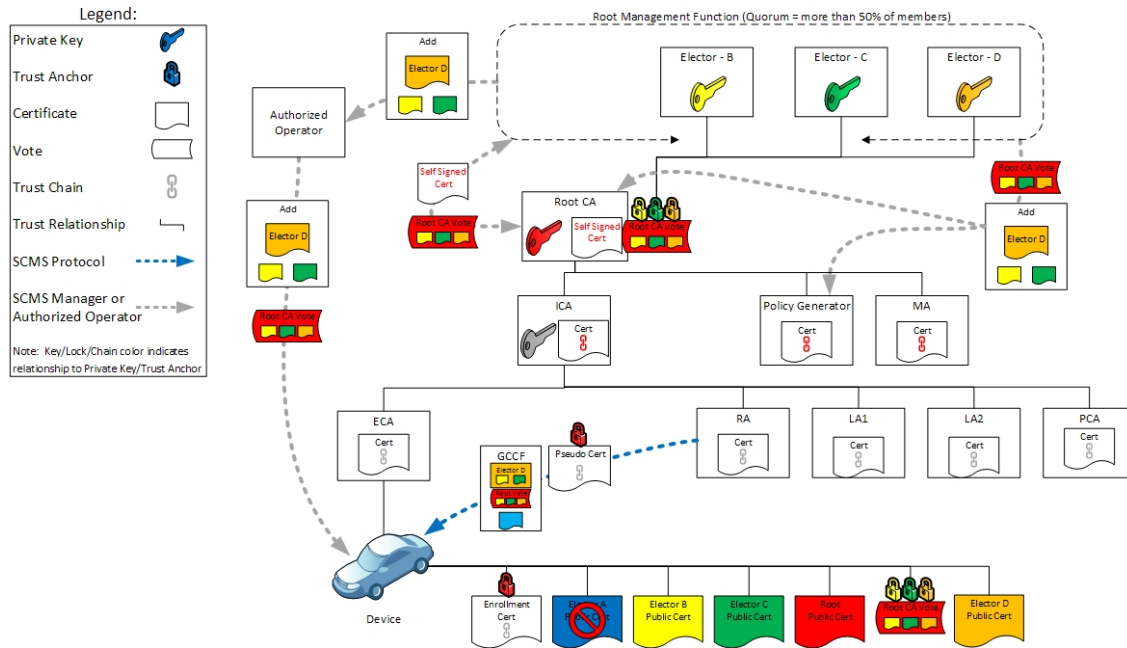 Legend:
Private Key
Trust Anchor
Certificate
Vote
Trust Chain
Trust Relationship
SCMS Protocol
SCMS Manager or
Authorized Operator
Note: Key/Lock/Chain color indicates
relationship to Private Key/Trust Anchor
Root Management Function (Quorum = more than 50% of members)
Add
Elector D
Authorized
Operator
Elector - B
Elector - C
Elector - D
Self Signed
Cert
Root CA Vote
Root CA
Self Signed
Cert
Root CA Vote
Root CA Vote
Add
Elector D
Add
Elector D
Root CA Vote
ICA
Cert
Policy Generator
Cert
MA
Cert
ECA
Cert
GCCF
Elector D
Root Vote
Pseudo Cert
RA
Cert
LA1
Cert
LA2
Cert
PCA
Cert
Device
Enrollment
Cert
Elector A
Public Cert
Elector B
Public Cert
Elector C
Public Cert
Root
Public Cert
Root CA Vote
Elector D
Public Cert